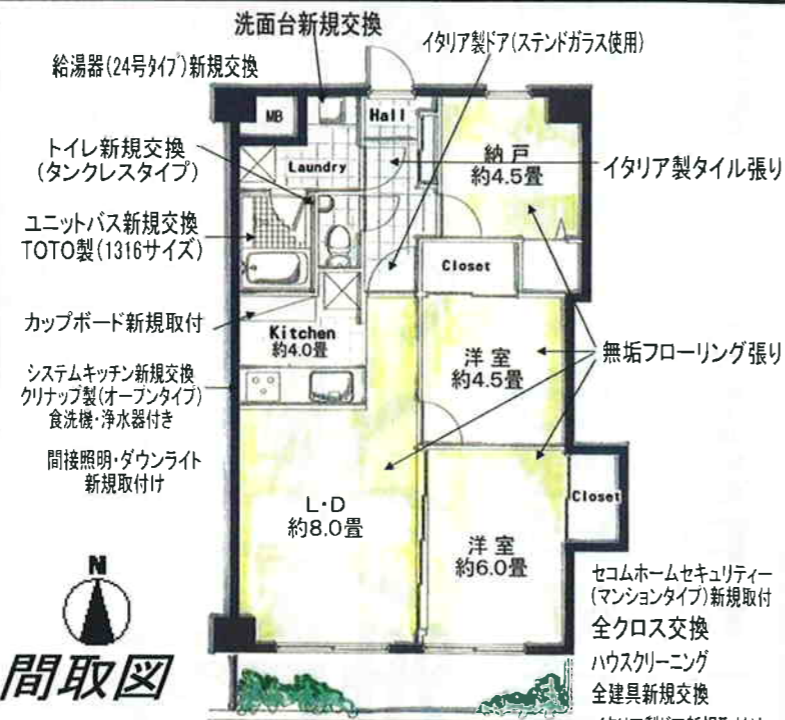 洗面台新規交換
イタリア製ドア(ステンドガラス使用)
給湯器(24号タイプ)新規交換
MB
Hall
トイレ新規交換
(タンクレスタイプ)
Laundry
納戸
約4.5畳
イタリア製タイル張り
ユニットバス新規交換
TOTO製(1316サイズ)
Closet
カップボード新規取付
Kitchen
約4.0畳
洋室
約4.5畳
無垢フローリング張り
システムキッチン新規交換
クリナップ製(オープンタイプ)
食洗機・浄水器付き
間接照明・ダウンライト
新規取付け
L・D
約8.0畳
Closet
洋室
約6.0畳
N
間取図
セコムホームセキュリティー
(マンションタイプ)新規取付
全クロス交換
ハウスクリーニング
全建具新規交換